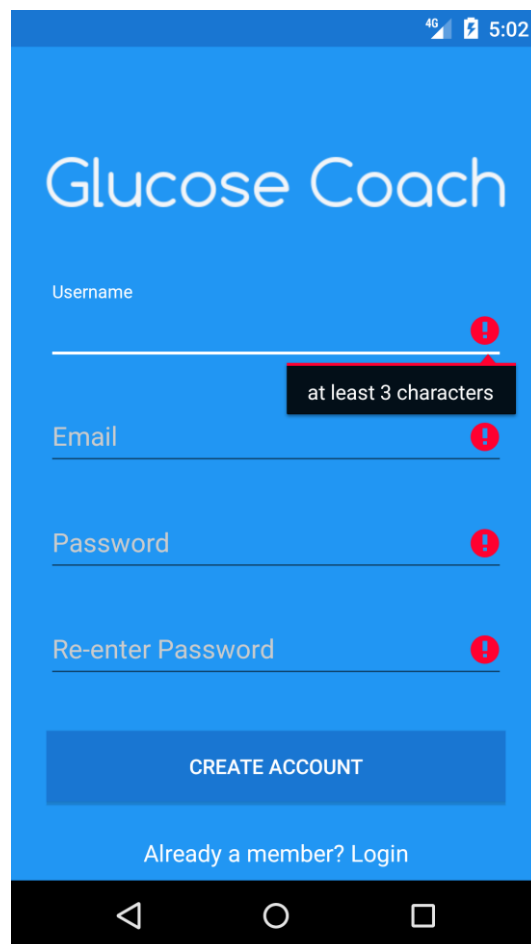 4G 5:02
Glucose Coach
Username
at least 3 characters
Email
Password
Re-enter Password
CREATE ACCOUNT
Already a member? Login